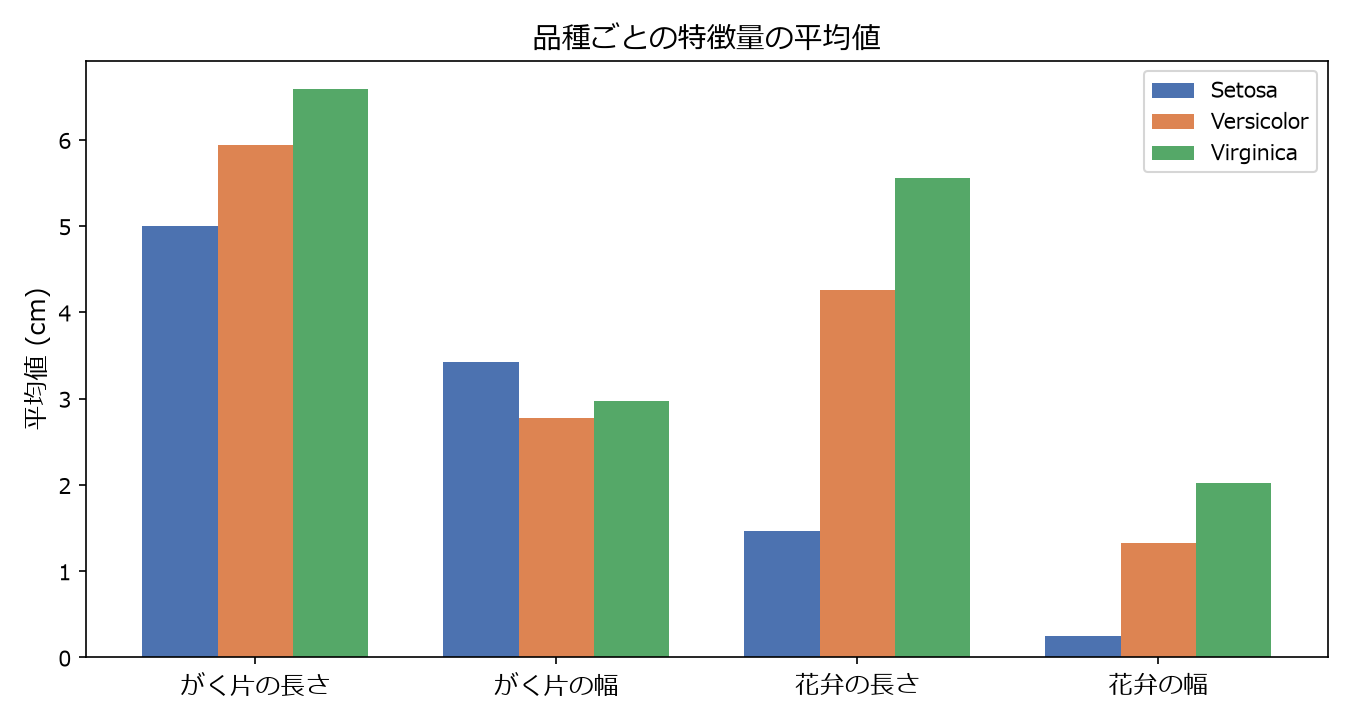 品種ごとの特徴量の平均値
Setosa
Versicolor
Virginica
平均値 (cm)
6
5
4
3
2
1
0
がく片の長さ
がく片の幅
花弁の長さ
花弁の幅